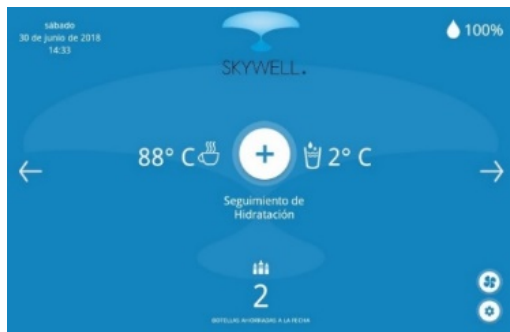 sábado
30 de junio de 2018
14:33
100%
SKYWELL.
88° C
2° C
Seguimiento de
Hidratación
2
BOTELLAS AHORRADAS A LA FECHA